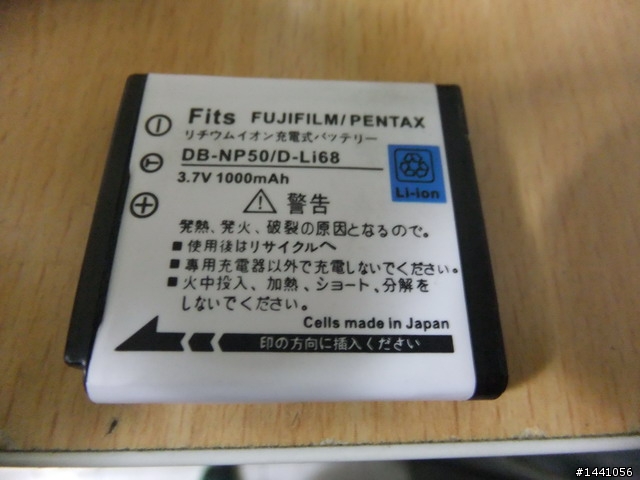 Fits FUJIFILM/PENTAX
リチウムイオン充電式バッテリー
DB-NP50/D-Li68
3.7V 1000mAh
Li-ion
警告
発熱、発火、破裂の原因となるので。
■使用後はリサイクルへ
■専用充電器以外で充電しないでください。
■火中投入、加熱、ショート、分解を
しないでください。
Cells made in Japan
印の方向に插入ください
#1441056